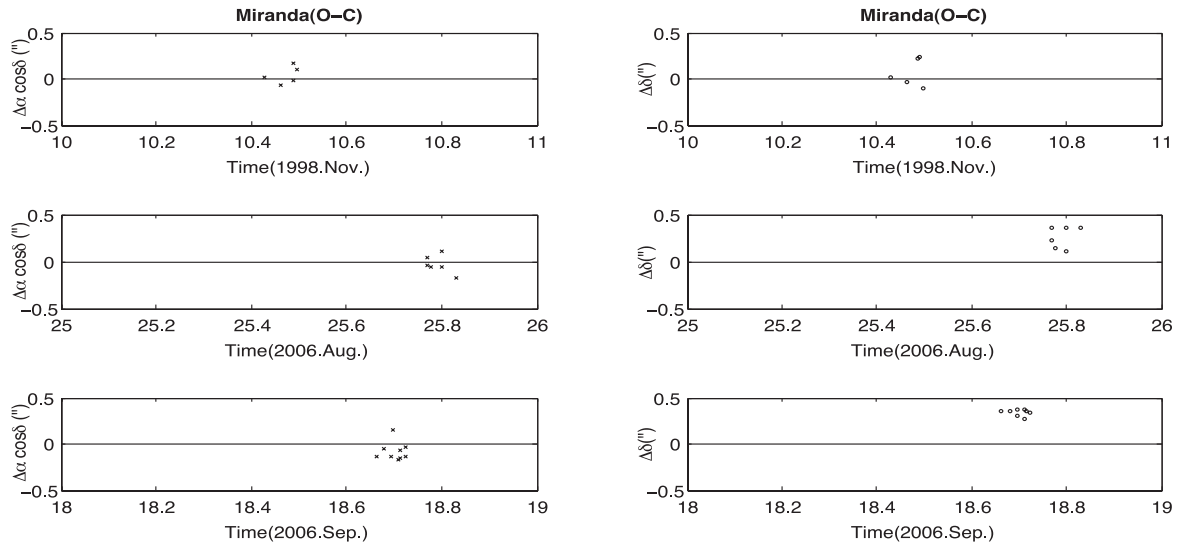 Miranda(O−C)
Δα cosδ (")
0.5
0
−0.5
10 10.2 10.4 10.6 10.8 11
Time(1998.Nov.)
Miranda(O−C)
Δδ(")
0.5
0
−0.5
10 10.2 10.4 10.6 10.8 11
Time(1998.Nov.)
Δα cosδ (")
0.5
0
−0.5
25 25.2 25.4 25.6 25.8 26
Time(2006.Aug.)
Δδ(")
0.5
0
−0.5
25 25.2 25.4 25.6 25.8 26
Time(2006.Aug.)
Δα cosδ (")
0.5
0
−0.5
18 18.2 18.4 18.6 18.8 19
Time(2006.Sep.)
Δδ(")
0.5
0
−0.5
18 18.2 18.4 18.6 18.8 19
Time(2006.Sep.)